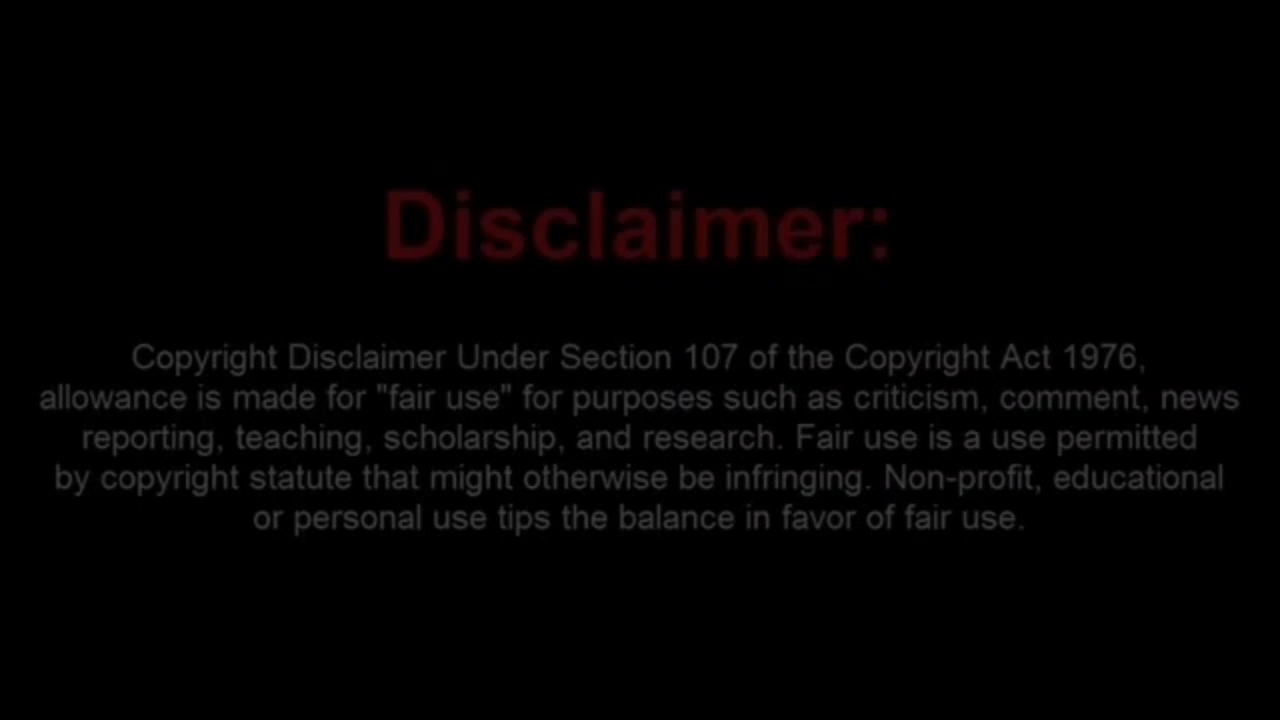 Disclaimer:
Copyright Disclaimer Under Section 107 of the Copyright Act 1976,
allowance is made for "fair use" for purposes such as criticism, comment, news
reporting, teaching, scholarship, and research. Fair use is a use permitted
by copyright statute that might otherwise be infringing. Non-profit, educational
or personal use tips the balance in favor of fair use.